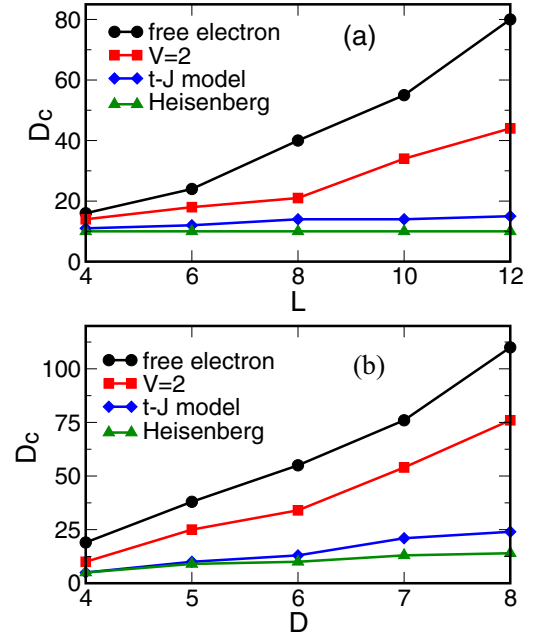 80
(a)
free electron
V=2
t-J model
Heisenberg
60
Dc
40
20
0
4
6
8
10
12
L
100
(b)
free electron
V=2
t-J model
Heisenberg
75
Dc
50
25
0
4
5
6
7
8
D